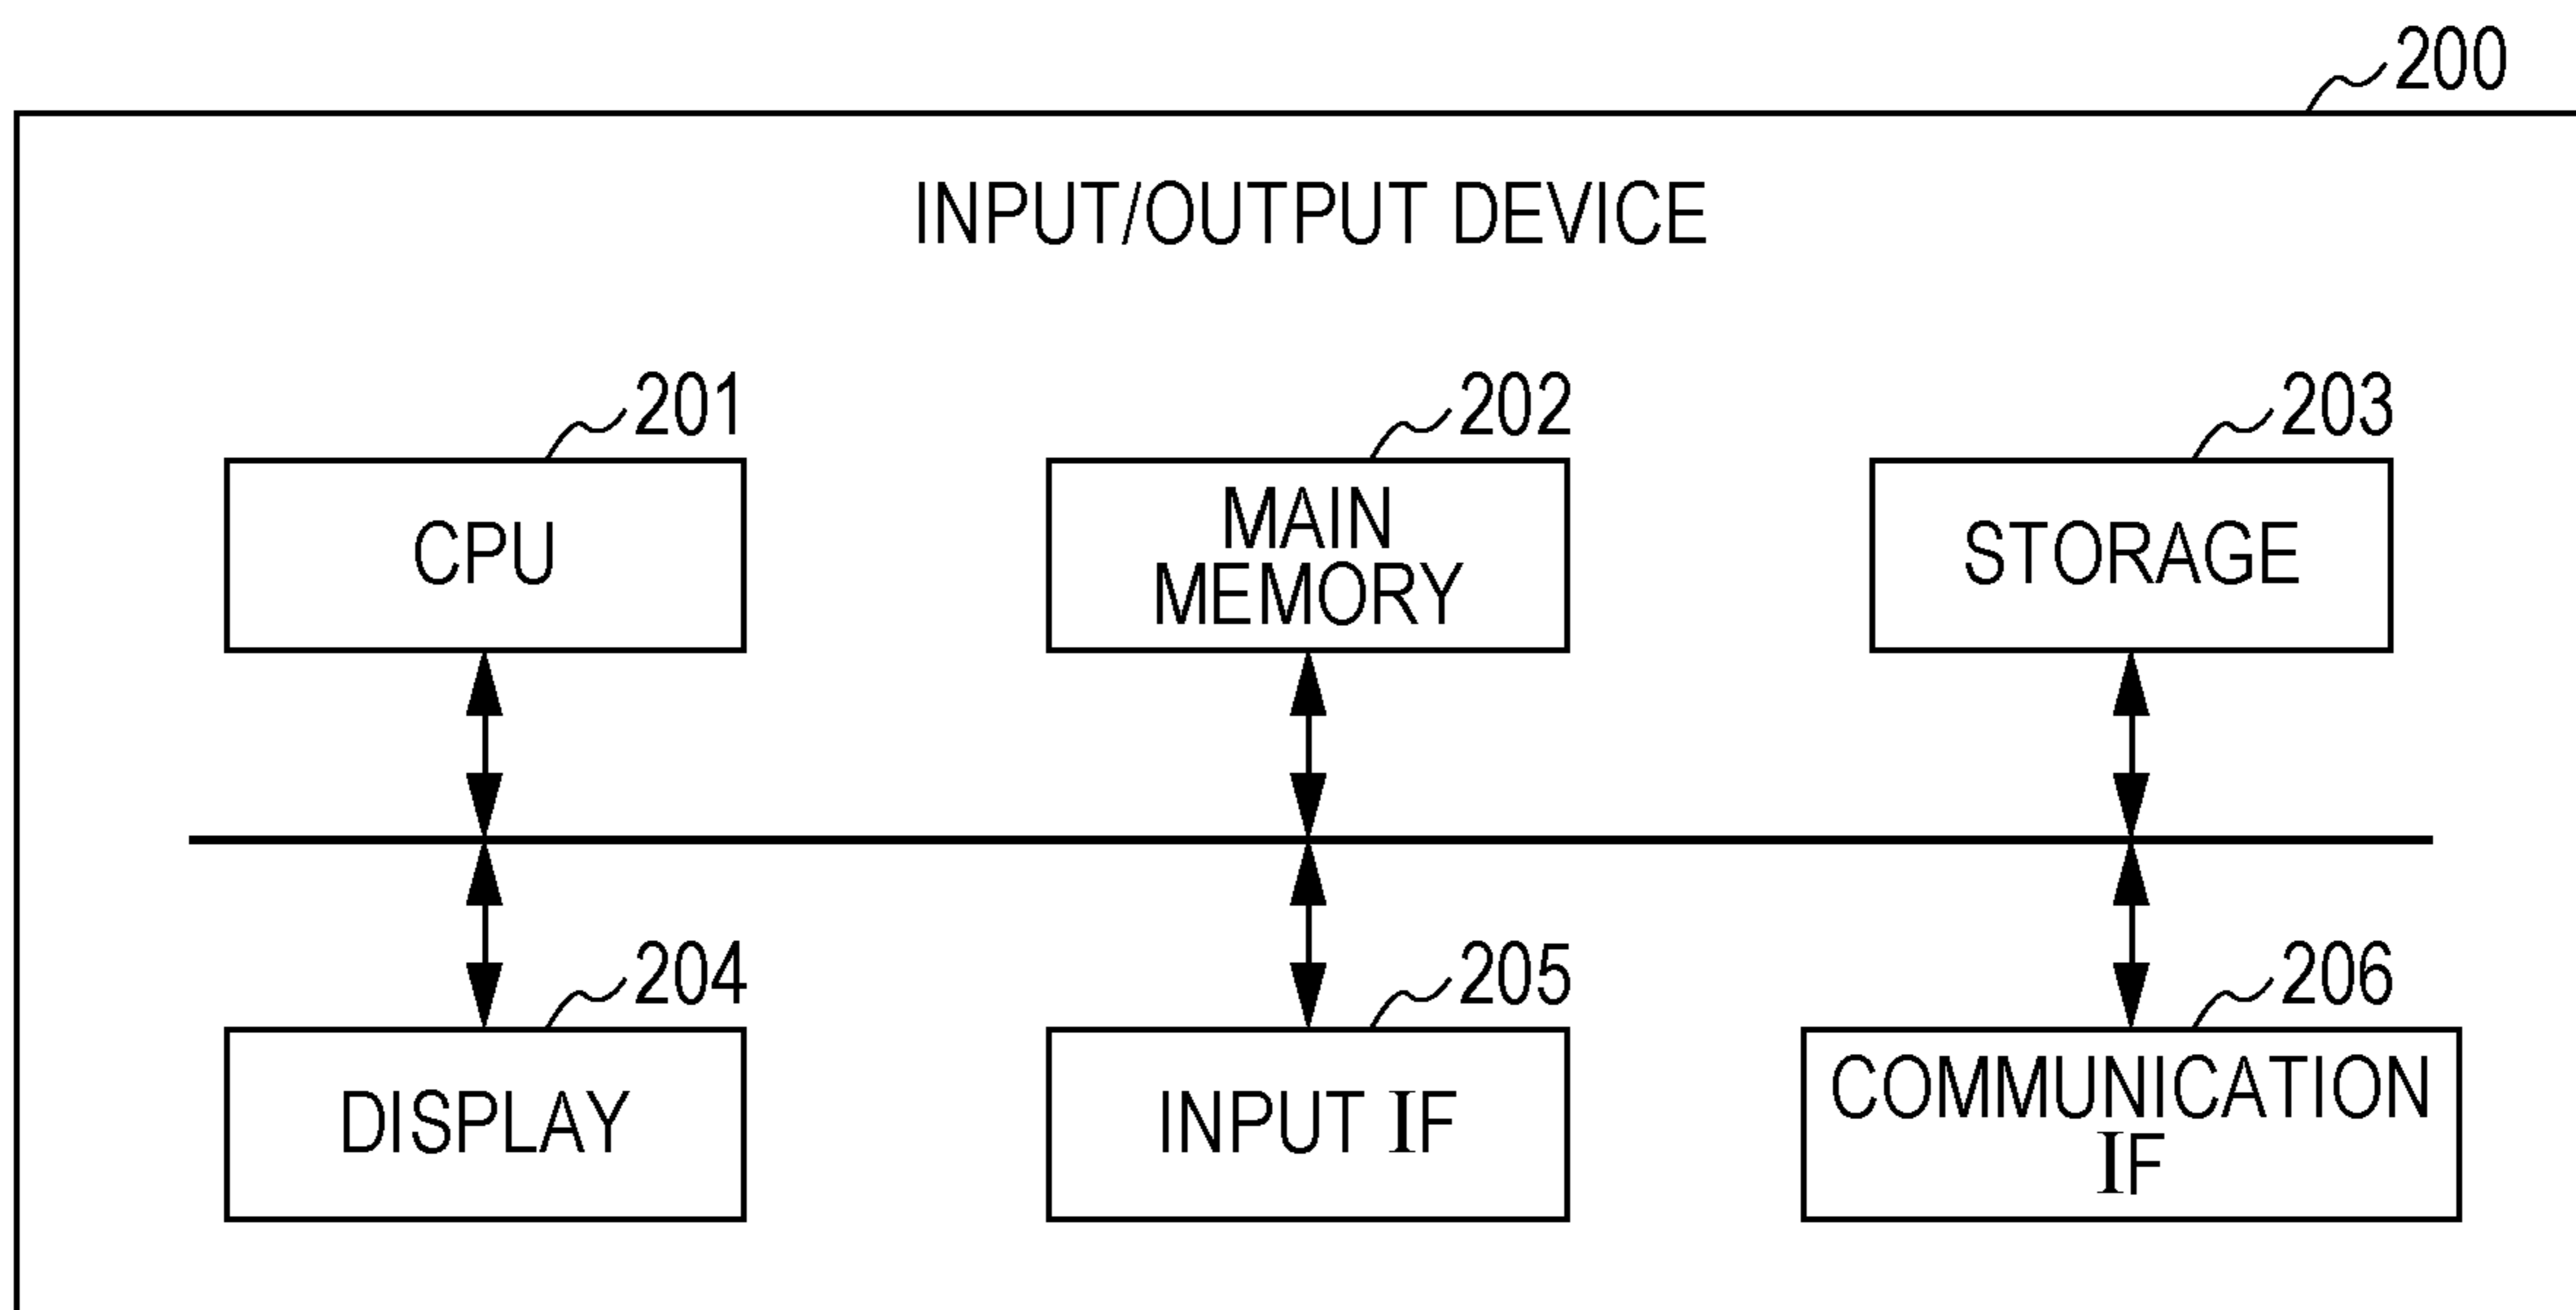 200
INPUT/OUTPUT DEVICE
201
CPU
202
MAIN
MEMORY
203
STORAGE
204
DISPLAY
205
INPUT IF
206
COMMUNICATION
IF